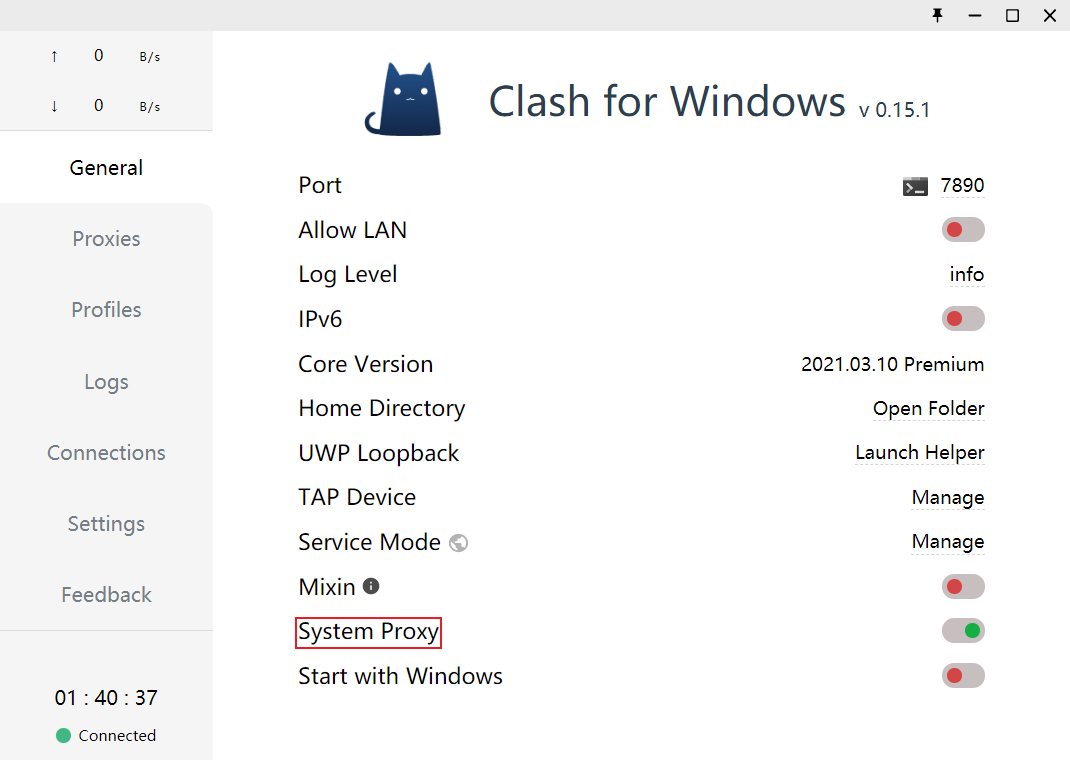 ↑ 0 B/s
↓ 0 B/s
General
Proxies
Profiles
Logs
Connections
Settings
Feedback
01 : 40 : 37
Connected
Clash for Windows v 0.15.1
Port 7890
Allow LAN
Log Level info
IPv6
Core Version 2021.03.10 Premium
Home Directory Open Folder
UWP Loopback Launch Helper
TAP Device Manage
Service Mode Manage
Mixin
System Proxy
Start with Windows